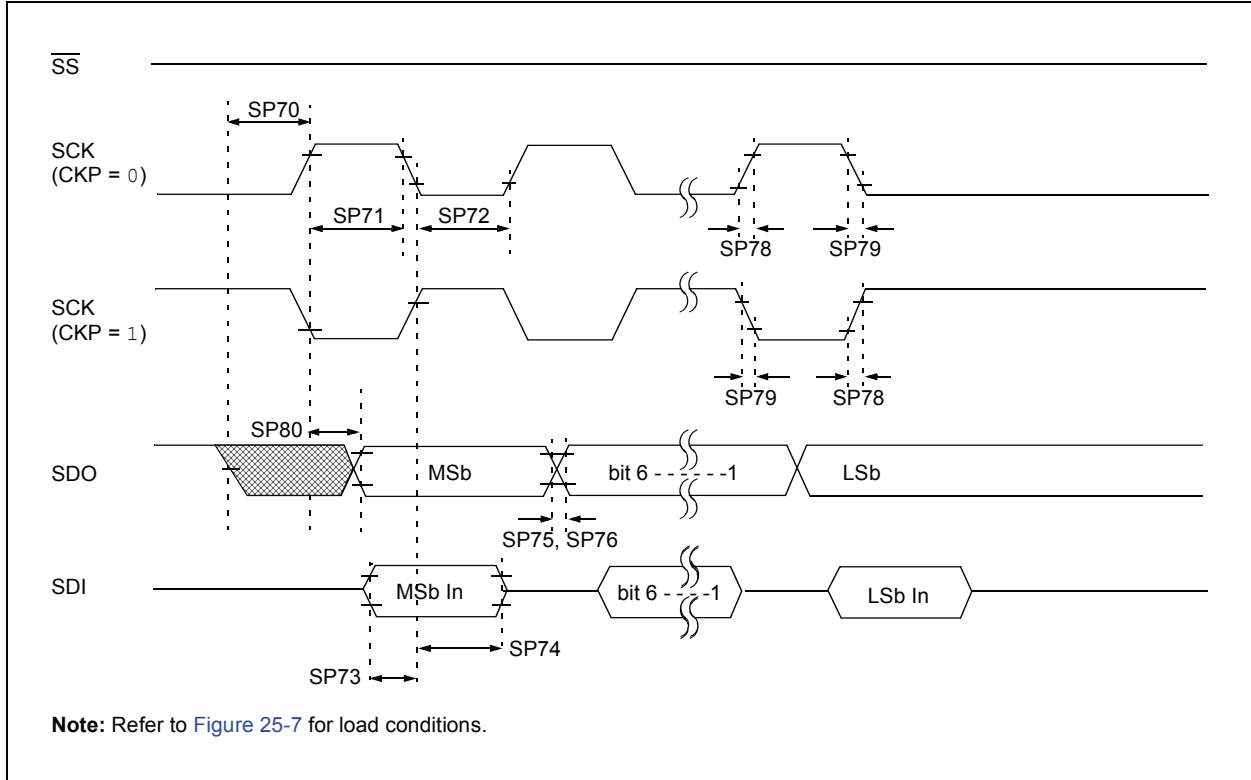 SS
SP70
SCK
(CKP = 0)
SP71
SP72
SP78
SP79
SCK
(CKP = 1)
SP79
SP78
SP80
SDO
MSb
bit 6 - - - - - -1
LSb
SP75, SP76
SDI
MSb In
bit 6 - - - -1
LSb In
SP74
SP73
Note: Refer to Figure 25-7 for load conditions.